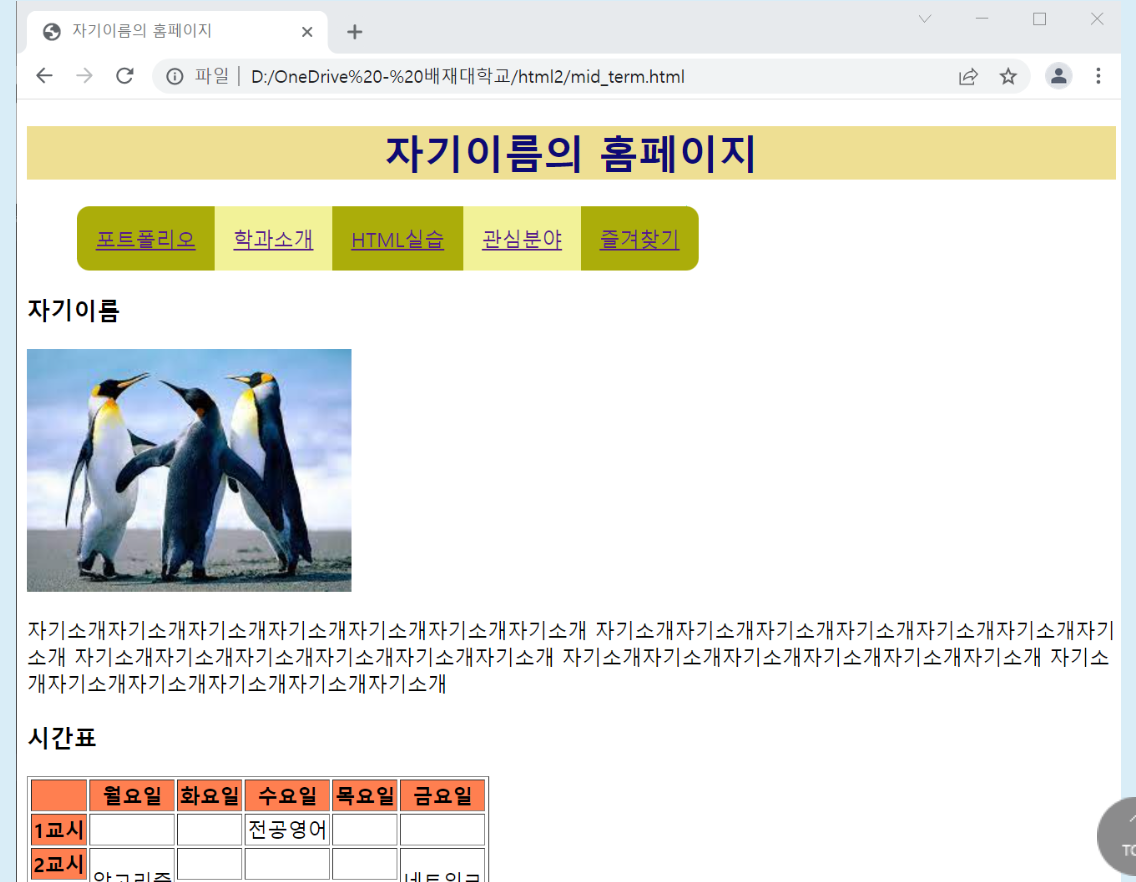 자기이름의 홈페이지
파일 | D:/OneDrive%20-%20배재대학교/html2/mid_term.html
자기이름의 홈페이지
포트폴리오 학과소개 HTML실습 관심분야 즐겨찾기
자기이름
자기소개자기소개자기소개자기소개자기소개자기소개자기소개 자기소개자기소개자기소개자기소개자기소개자기소개자기
소개 자기소개자기소개자기소개자기소개자기소개자기소개 자기소개자기소개자기소개자기소개자기소개자기소개 자기소
개자기소개자기소개자기소개자기소개자기소개
시간표
월요일 화요일 수요일 목요일 금요일
1교시 전공영어
2교시